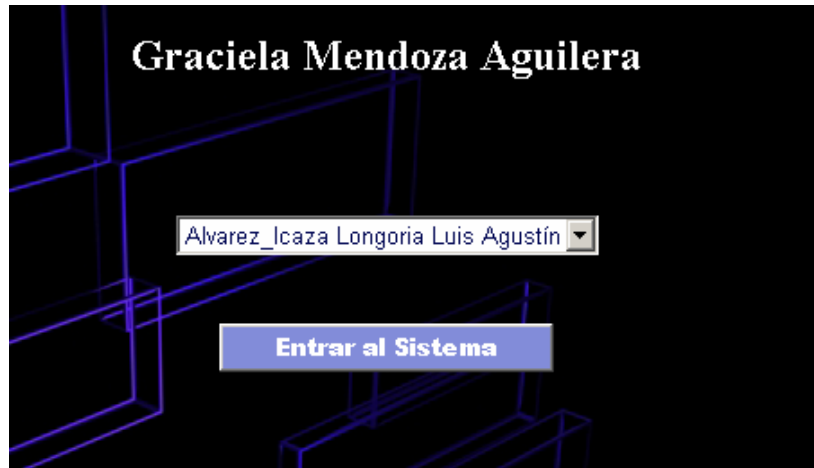 Graciela Mendoza Aguilera
Alvarez_Icaza Longoria Luis Agustín
Entrar al Sistema